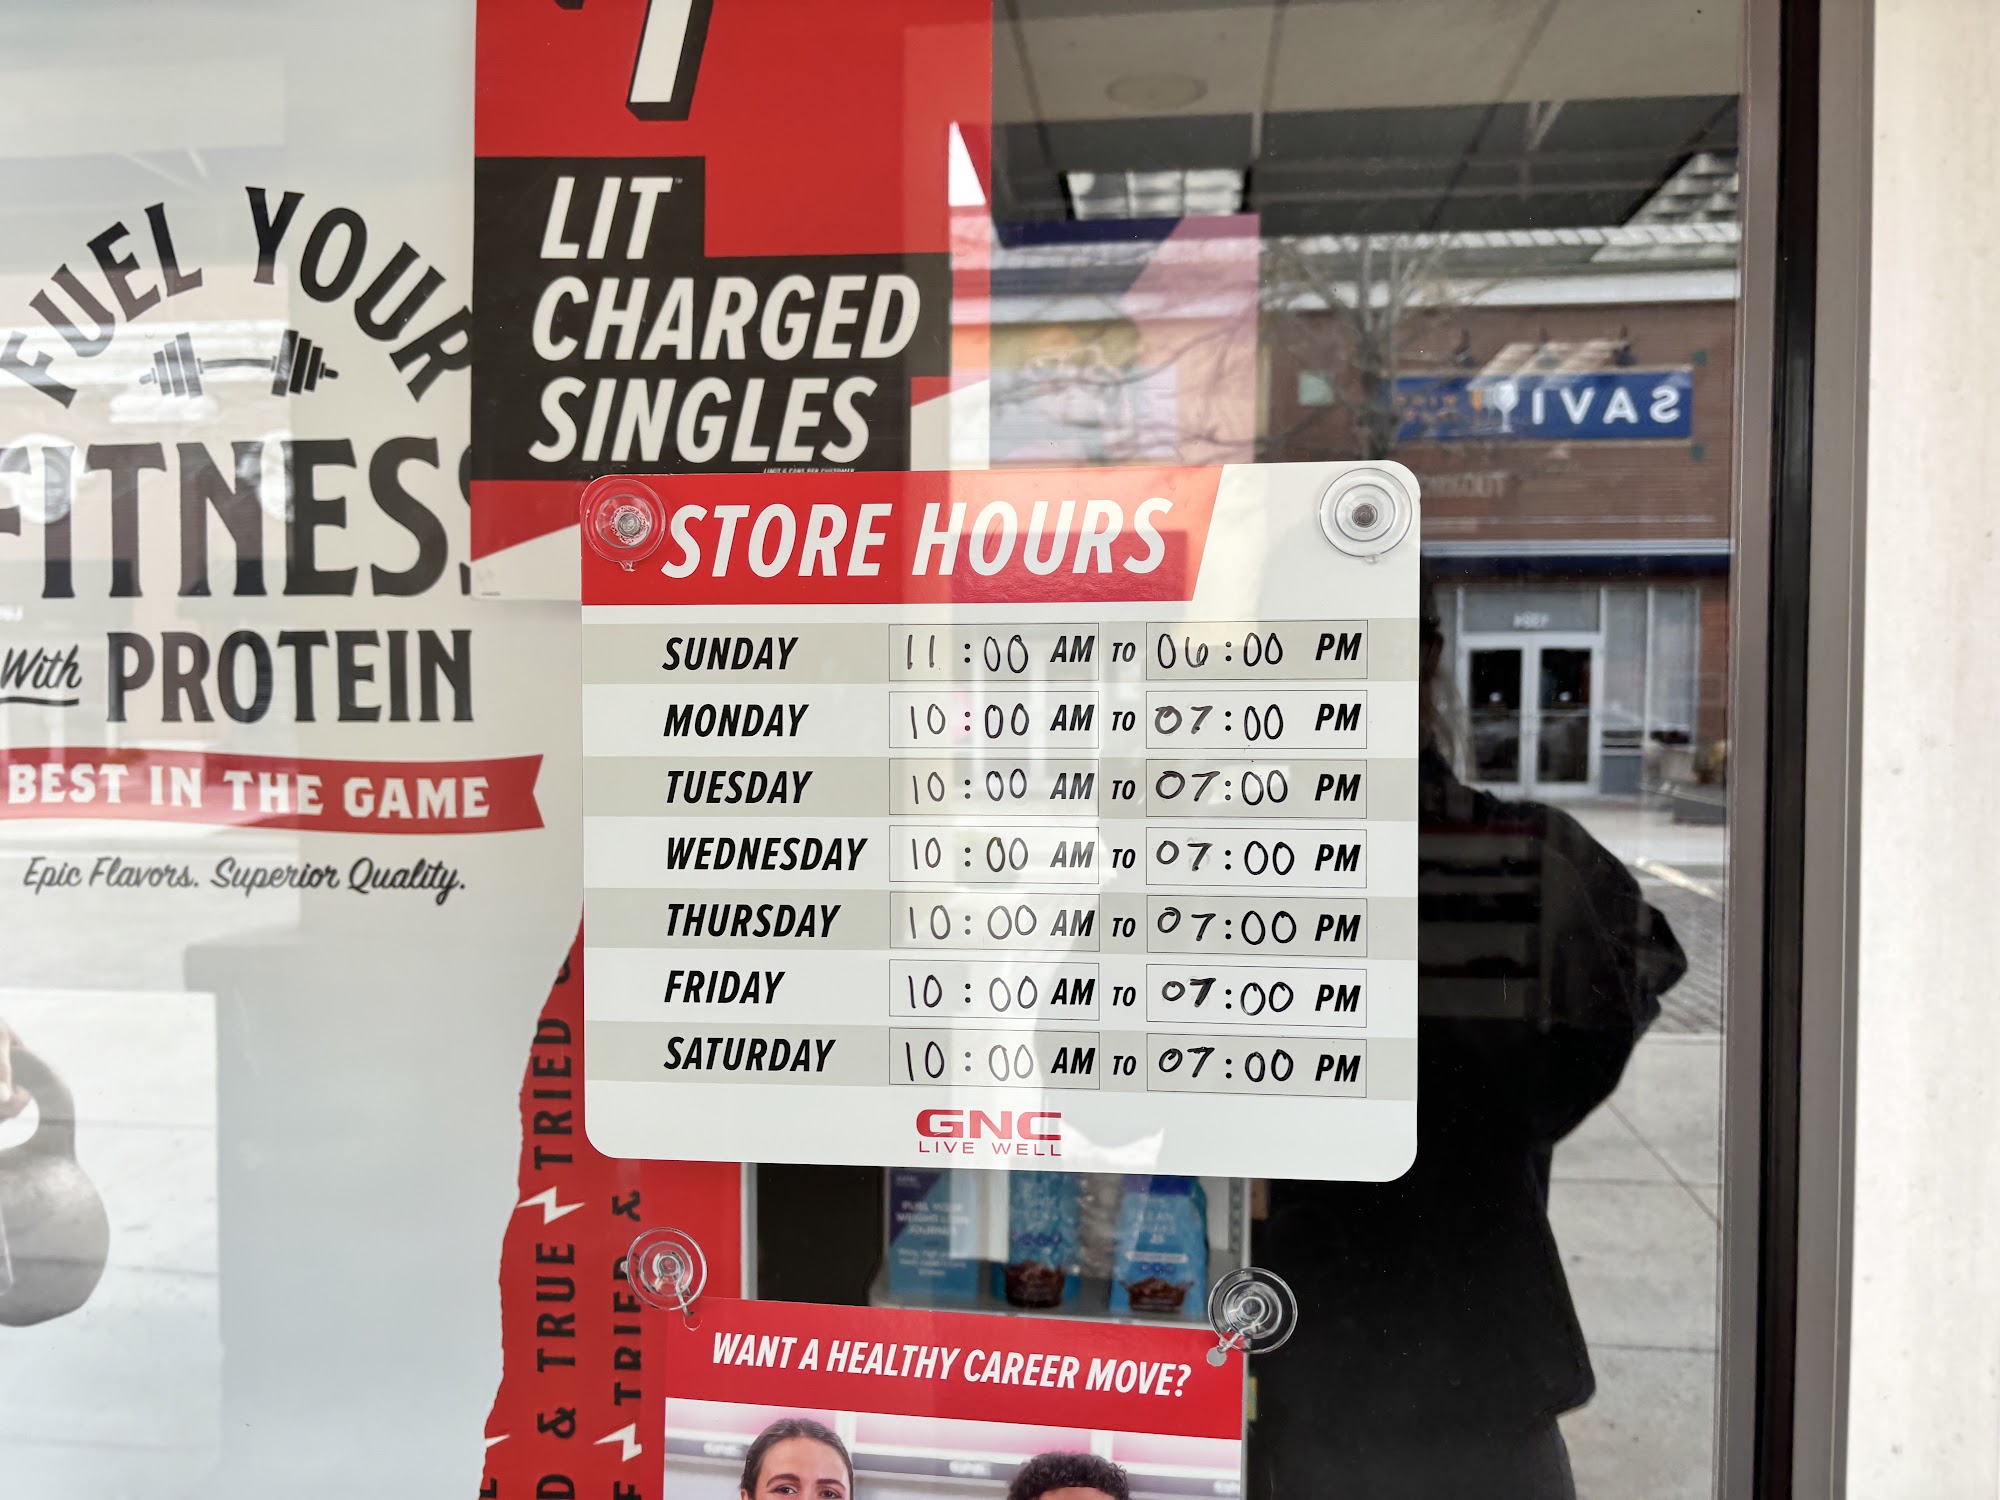 FUEL YOUR
FITNESS
With PROTEIN
BEST IN THE GAME
Epic Flavors. Superior Quality.
LIT™
CHARGED
SINGLES
SAVI
STORE HOURS
SUNDAY 11:00 AM TO 06:00 PM
MONDAY 10:00 AM TO 07:00 PM
TUESDAY 10:00 AM TO 07:00 PM
WEDNESDAY 10:00 AM TO 07:00 PM
THURSDAY 10:00 AM TO 07:00 PM
FRIDAY 10:00 AM TO 07:00 PM
SATURDAY 10:00 AM TO 07:00 PM
GNC
LIVE WELL
TRIED & TRUE
TRIED &
WANT A HEALTHY CAREER MOVE?